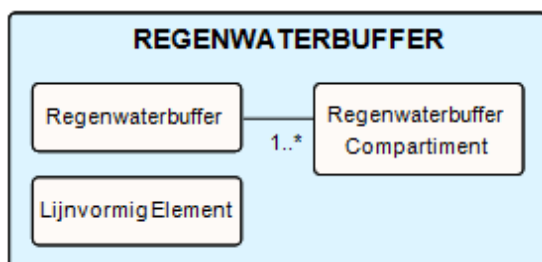 REGENWATERBUFFER
Regenwaterbuffer
1..*
Regenwaterbuffer
Compartiment
LijnvormigElement